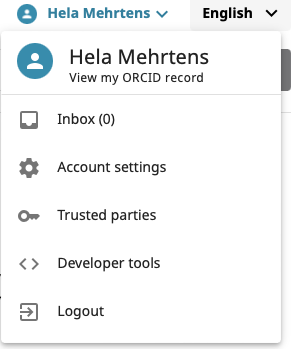 Hela Mehrtens
English
Hela Mehrtens
View my ORCID record
Inbox (0)
Account settings
Trusted parties
Developer tools
Logout